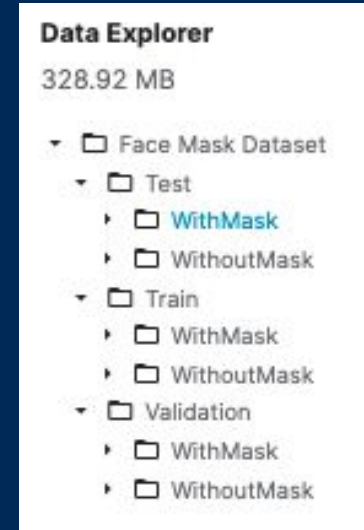 Data Explorer
328.92 MB
Face Mask Dataset
Test
WithMask
WithoutMask
Train
WithMask
WithoutMask
Validation
WithMask
WithoutMask